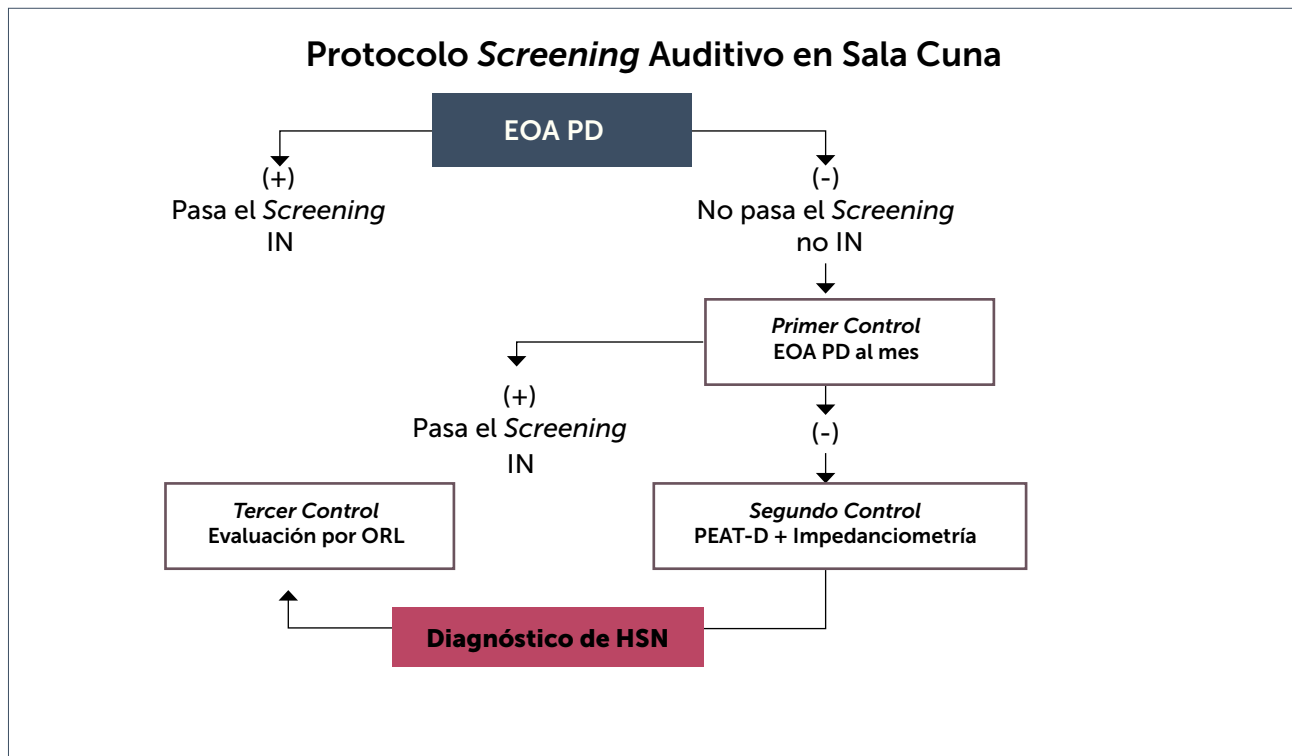 Protocolo Screening Auditivo en Sala Cuna
EOA PD
(+)
Pasa el Screening
IN
(-)
No pasa el Screening
no IN
Primer Control
EOA PD al mes
(+)
Pasa el Screening
IN
(-)
Segundo Control
PEAT-D + Impedanciometría
Diagnóstico de HSN
Tercer Control
Evaluación por ORL